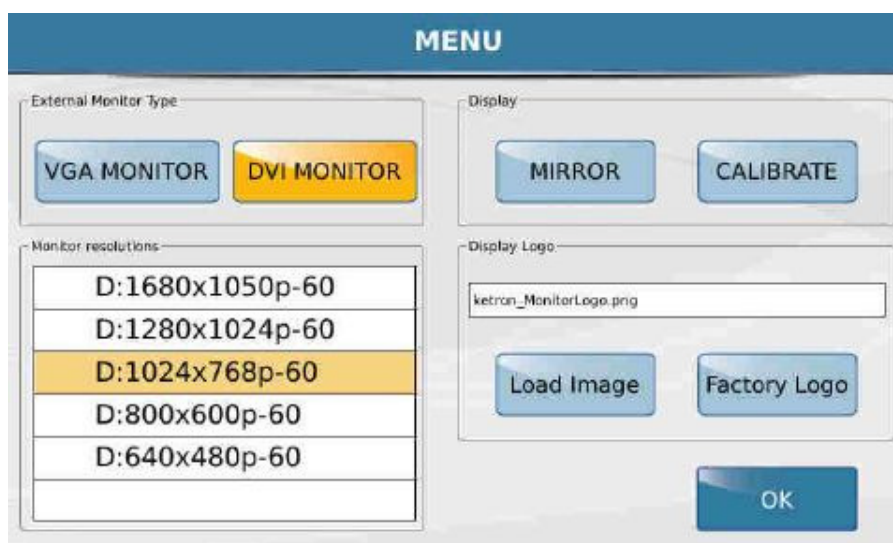 MENU
External Monitor Type
VGA MONITOR
DVI MONITOR
Display
MIRROR
CALIBRATE
Monitor resolutions
D:1680x1050p-60
D:1280x1024p-60
D:1024x768p-60
D:800x600p-60
D:640x480p-60
Display Logo
ketron_MonitorLogo.png
Load Image
Factory Logo
OK